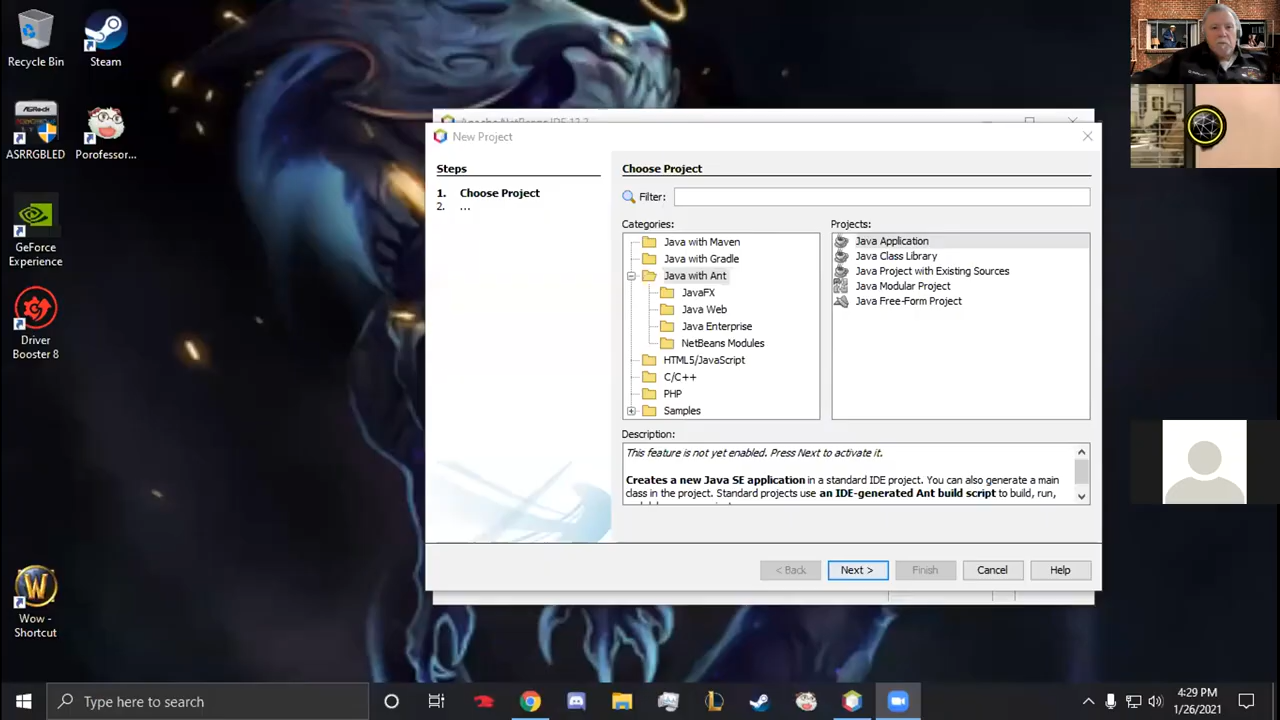 Recycle Bin
Steam
ASRock
ASRRGBLED
Porofessor...
GeForce
Experience
Driver
Booster 8
Wow -
Shortcut
New Project
Steps
1. Choose Project
2. ...
Choose Project
Filter:
Categories:
Java with Maven
Java with Gradle
Java with Ant
JavaFX
Java Web
Java Enterprise
NetBeans Modules
HTML5/JavaScript
C/C++
PHP
Samples
Projects:
Java Application
Java Class Library
Java Project with Existing Sources
Java Modular Project
Java Free-Form Project
Description:
This feature is not yet enabled. Press Next to activate it.
Creates a new Java SE application in a standard IDE project. You can also generate a main
class in the project. Standard projects use an IDE-generated Ant build script to build, run,
< Back
Next >
Finish
Cancel
Help
Type here to search
4:29 PM
1/26/2021